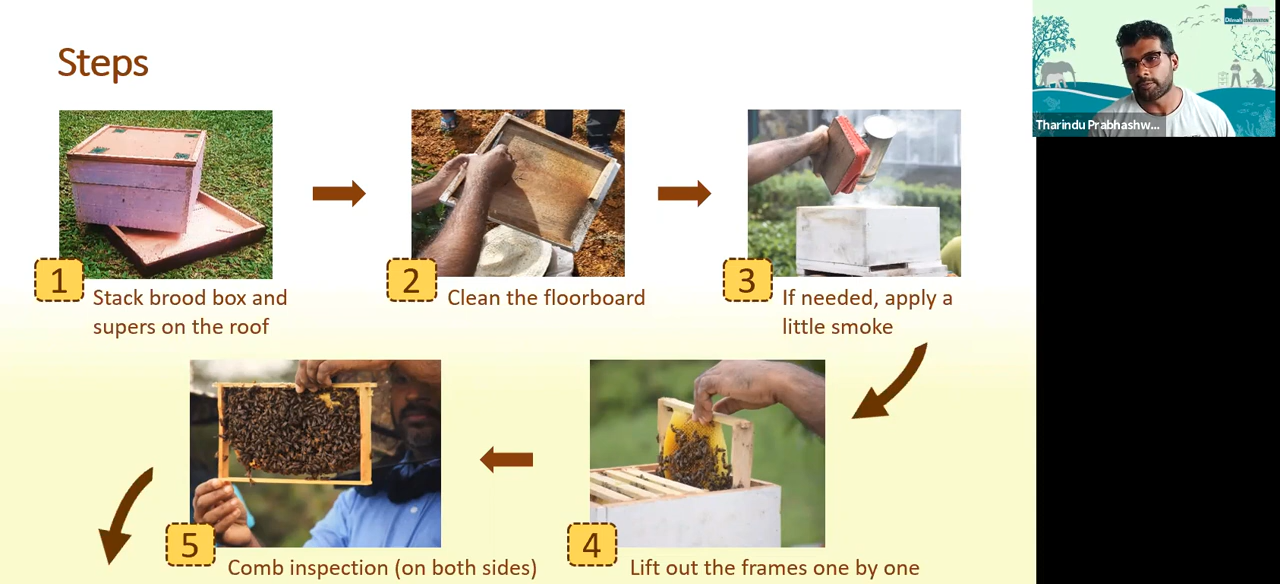 Steps
1
Stack brood box and
supers on the roof
2
Clean the floorboard
3
If needed, apply a
little smoke
5
Comb inspection (on both sides)
4
Lift out the frames one by one
Dilmah
Tharindu Prabhashw...